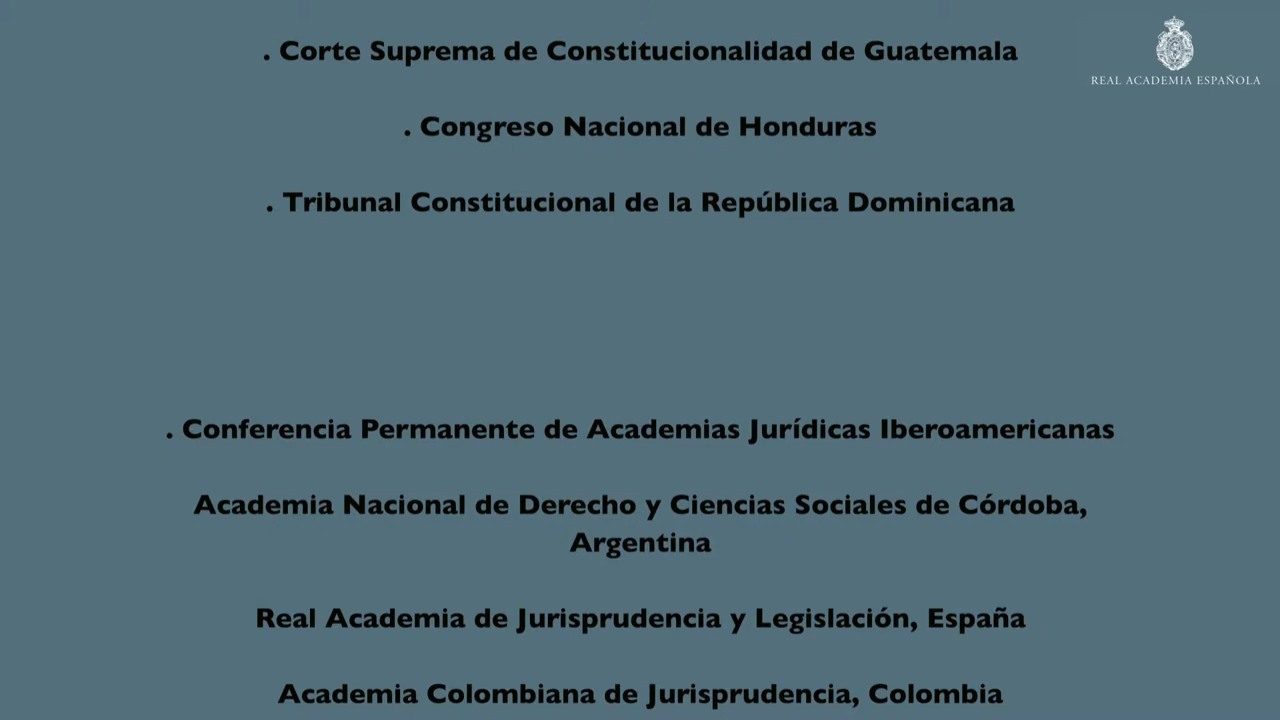 . Corte Suprema de Constitucionalidad de Guatemala
REAL ACADEMIA ESPAÑOLA
. Congreso Nacional de Honduras
. Tribunal Constitucional de la República Dominicana
. Conferencia Permanente de Academias Jurídicas Iberoamericanas
Academia Nacional de Derecho y Ciencias Sociales de Córdoba,
Argentina
Real Academia de Jurisprudencia y Legislación, España
Academia Colombiana de Jurisprudencia, Colombia